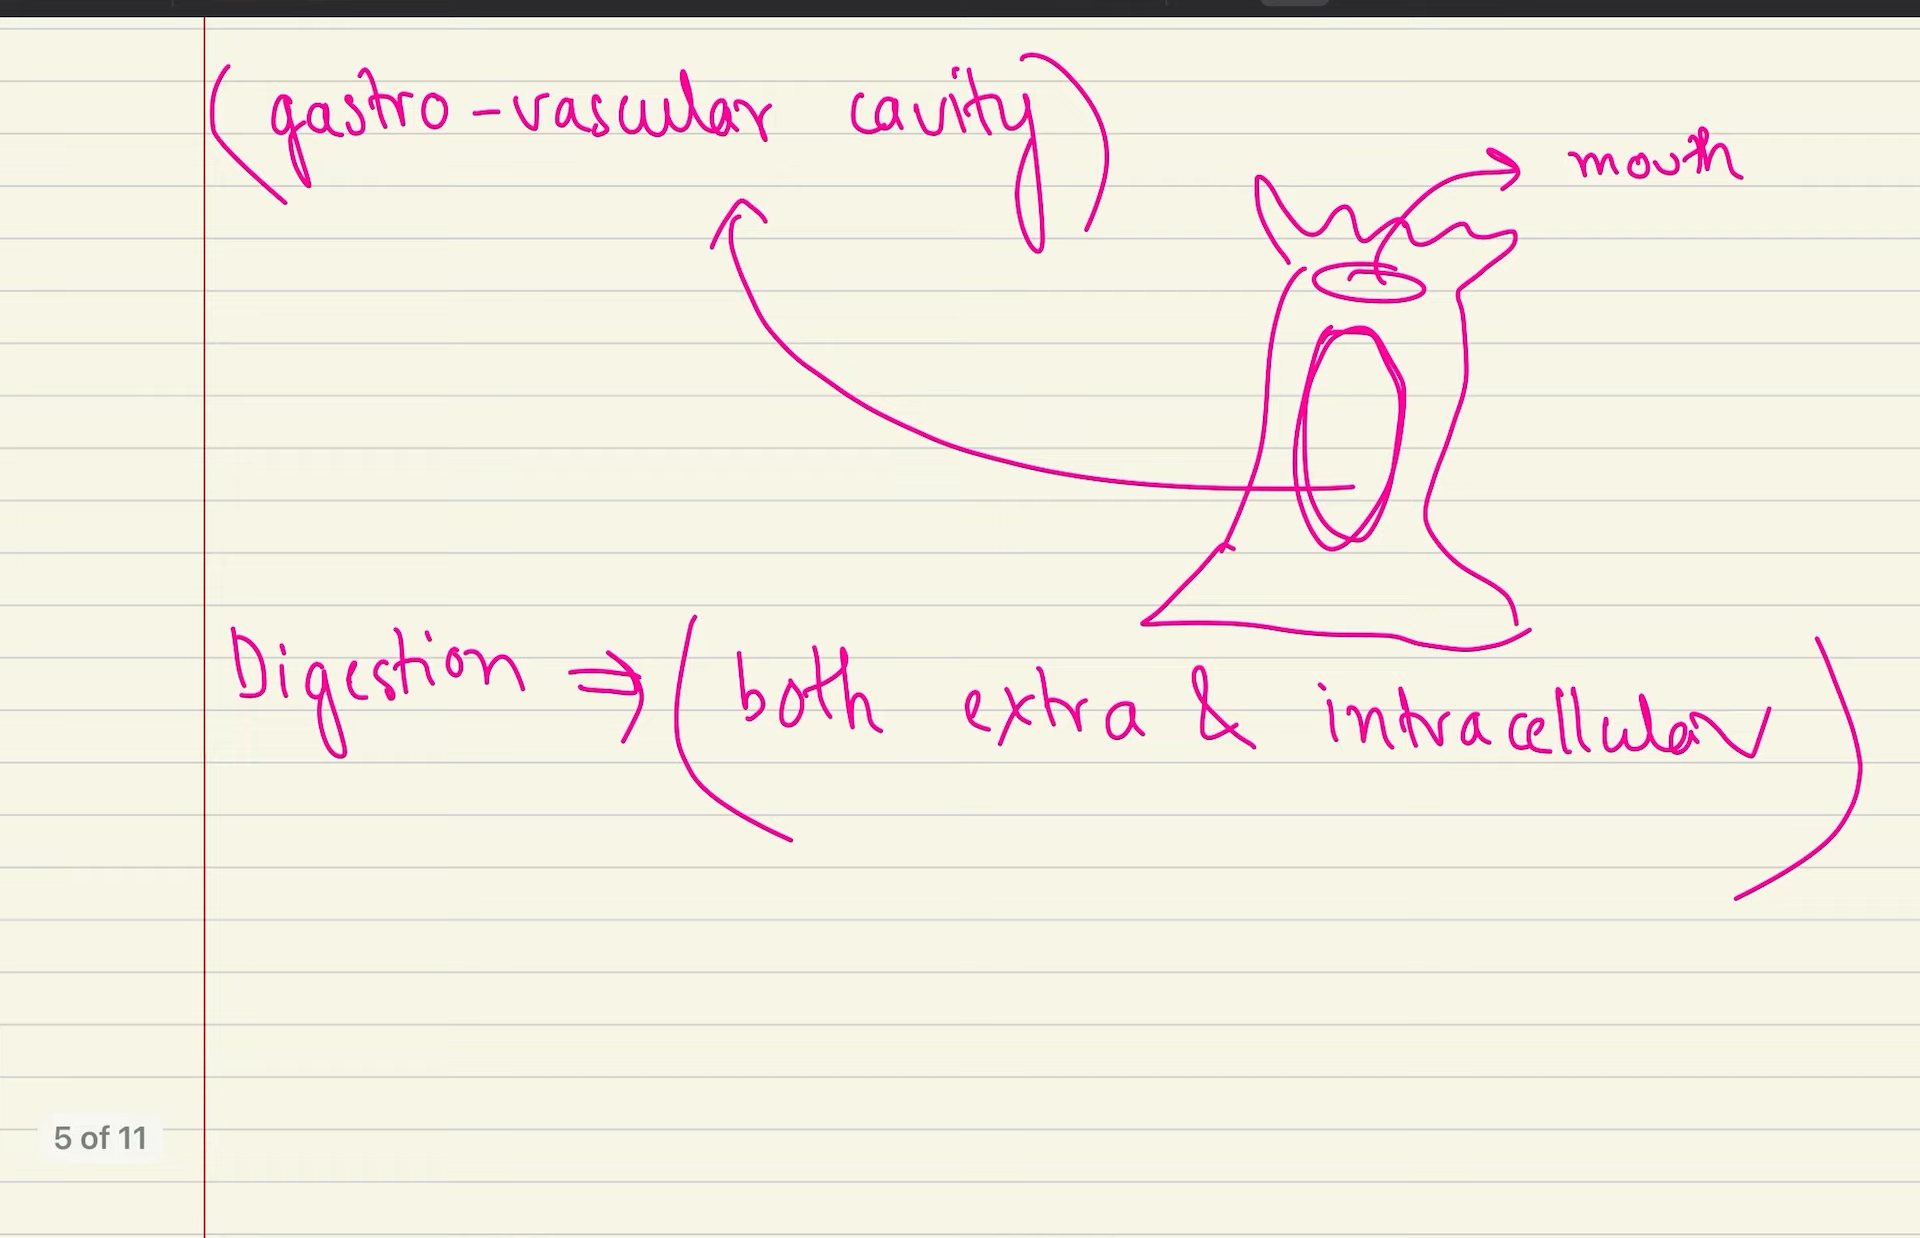 (gastro-vascular cavity)
mouth
Digestion ⇒ (both extra & intracellular)
5 of 11